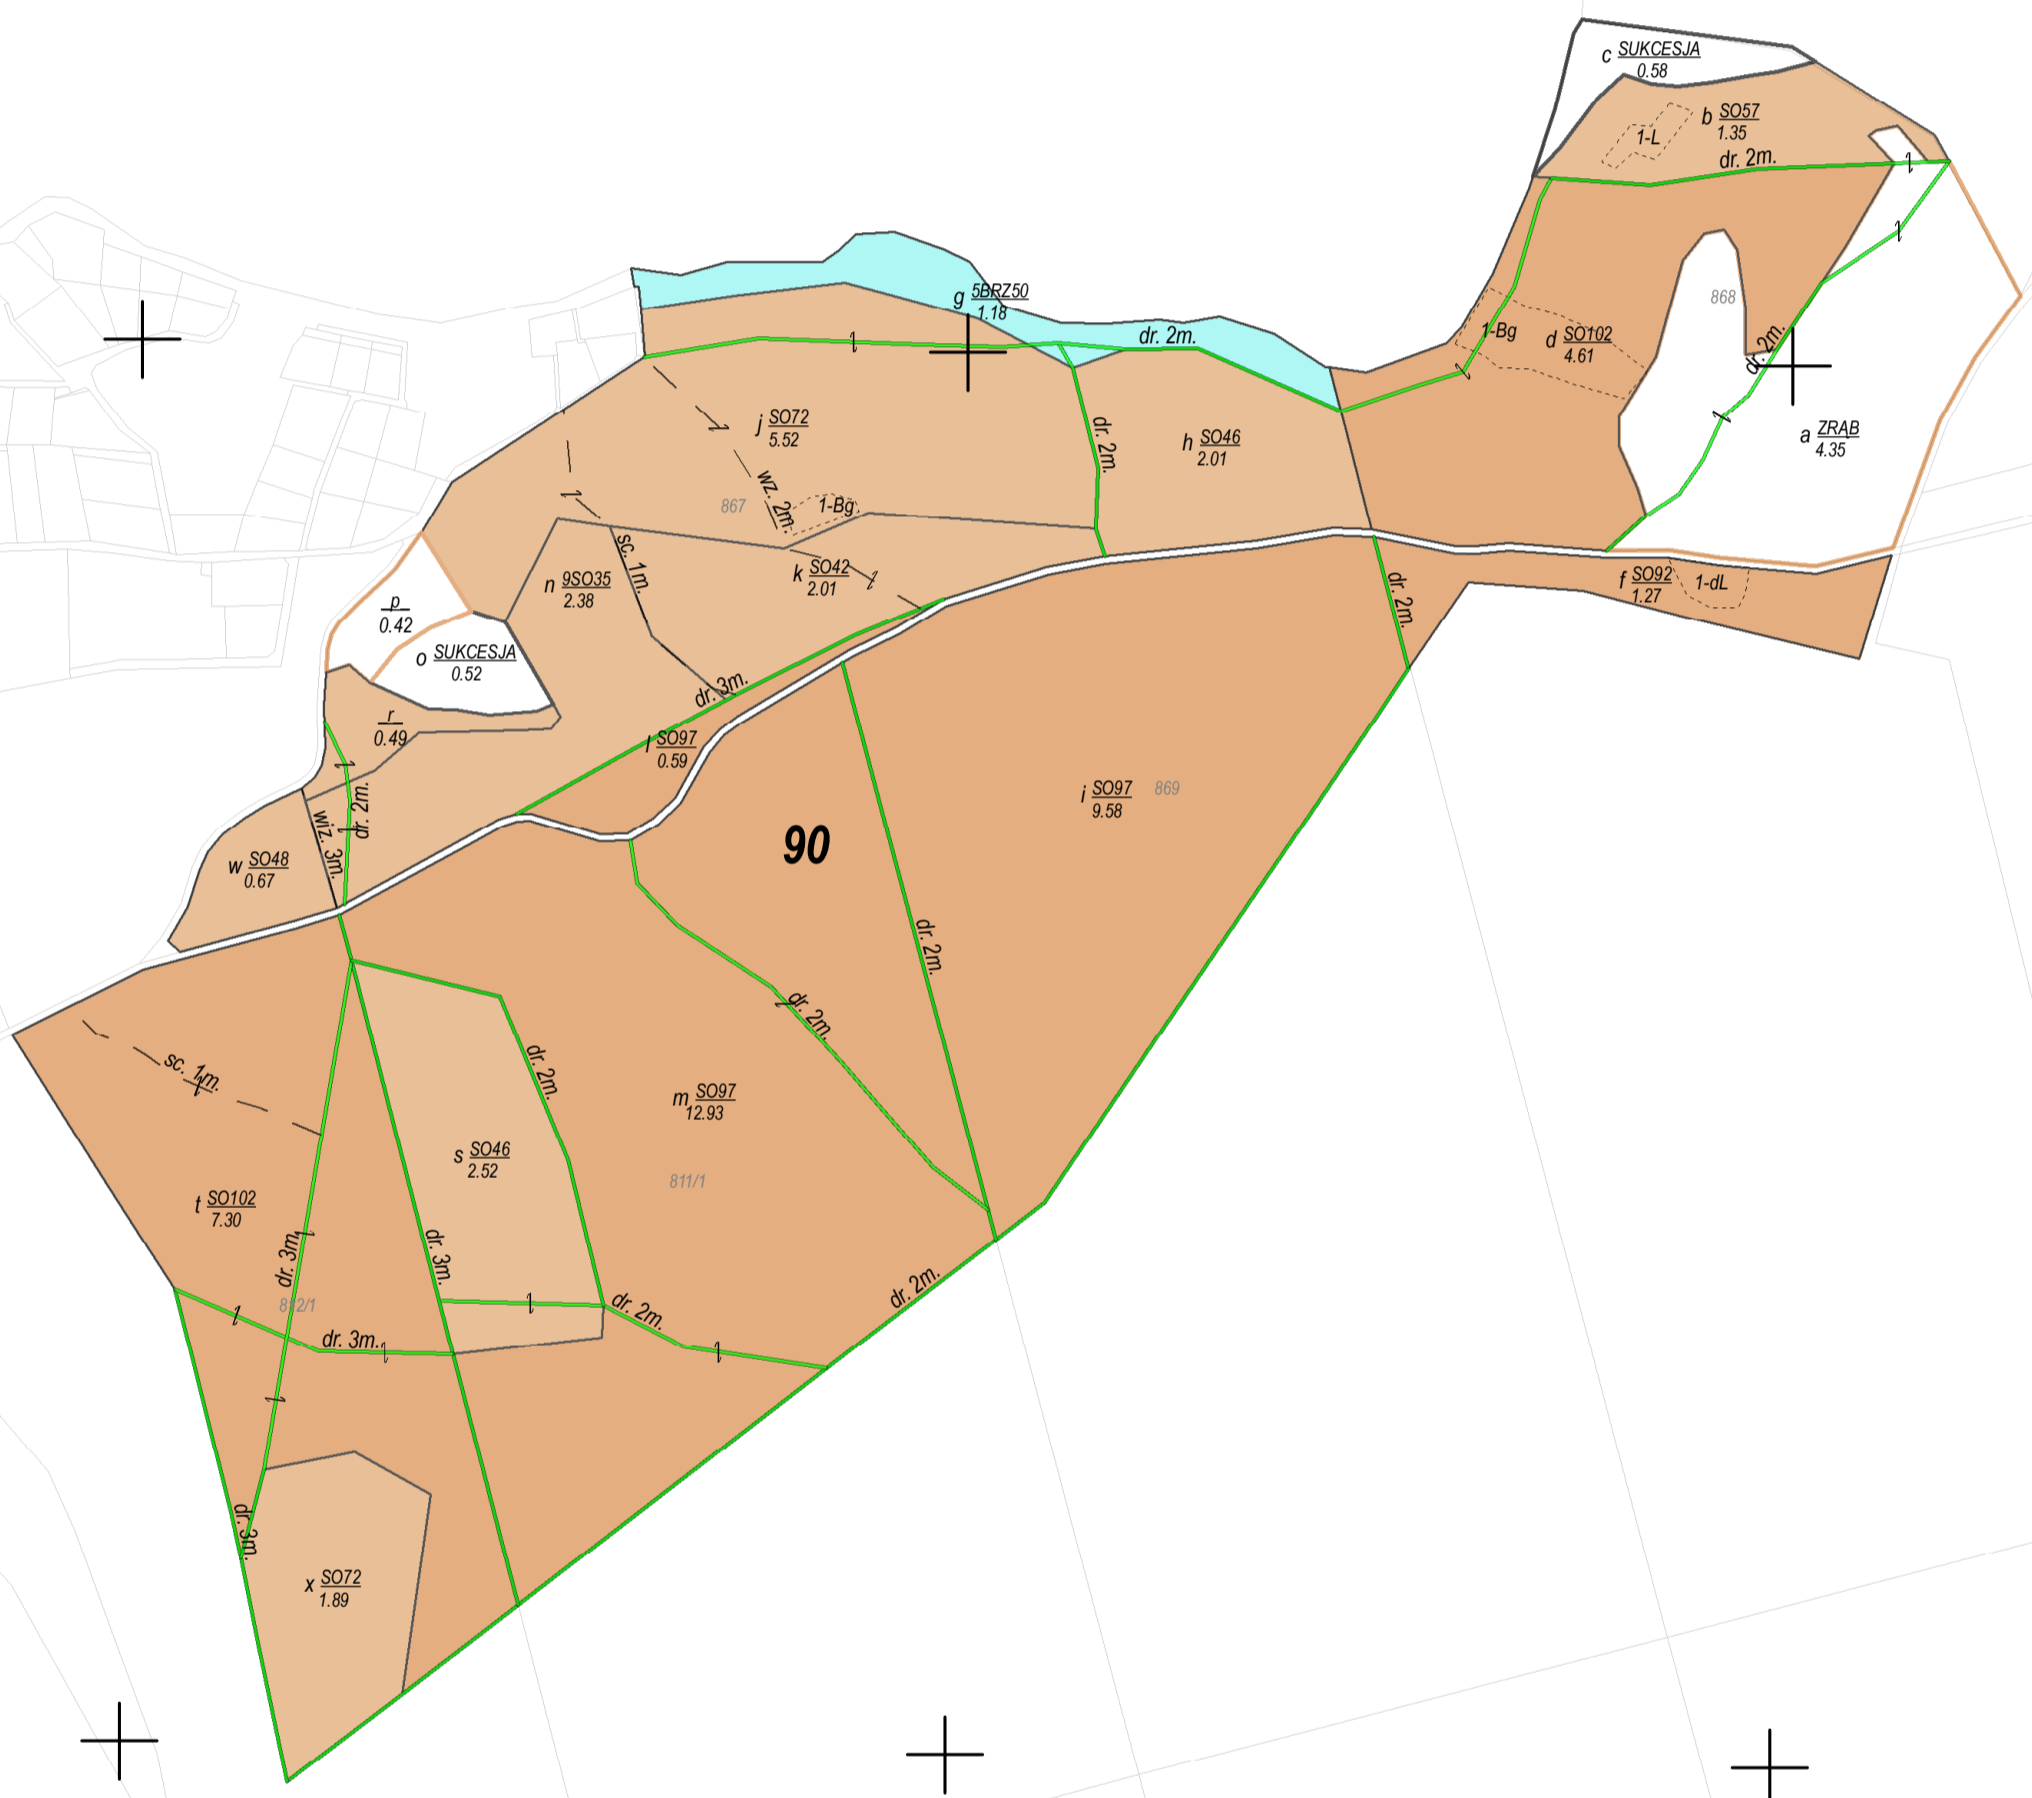 c SUKCESJA
0.58
b SO57
1.35
1-L
dr. 2m.
g 5BRZ50
1.18
dr. 2m.
1-Bg
d SO102
4.61
868
dr. 2m.
a ZRĄB
4.35
j SO72
5.52
dr. 2m.
h SO46
2.01
867
wz. 2m.
1-Bg
sc. 1m.
n 9SO35
2.38
k SO42
2.01
dr. 2m.
f SO92
1.27
1-dL
p
0.42
o SUKCESJA
0.52
dr. 3m.
r
0.49
l SO97
0.59
i SO97
9.58
869
dr. 2m.
wiz. 3m.
90
w SO48
0.67
dr. 2m.
dr. 2m.
sc. 1m.
dr. 2m.
m SO97
12.93
s SO46
2.52
811/1
t SO102
7.30
dr. 3m.
dr. 3m.
812/1
dr. 2m.
dr. 2m.
dr. 3m.
dr. 3m.
x SO72
1.89